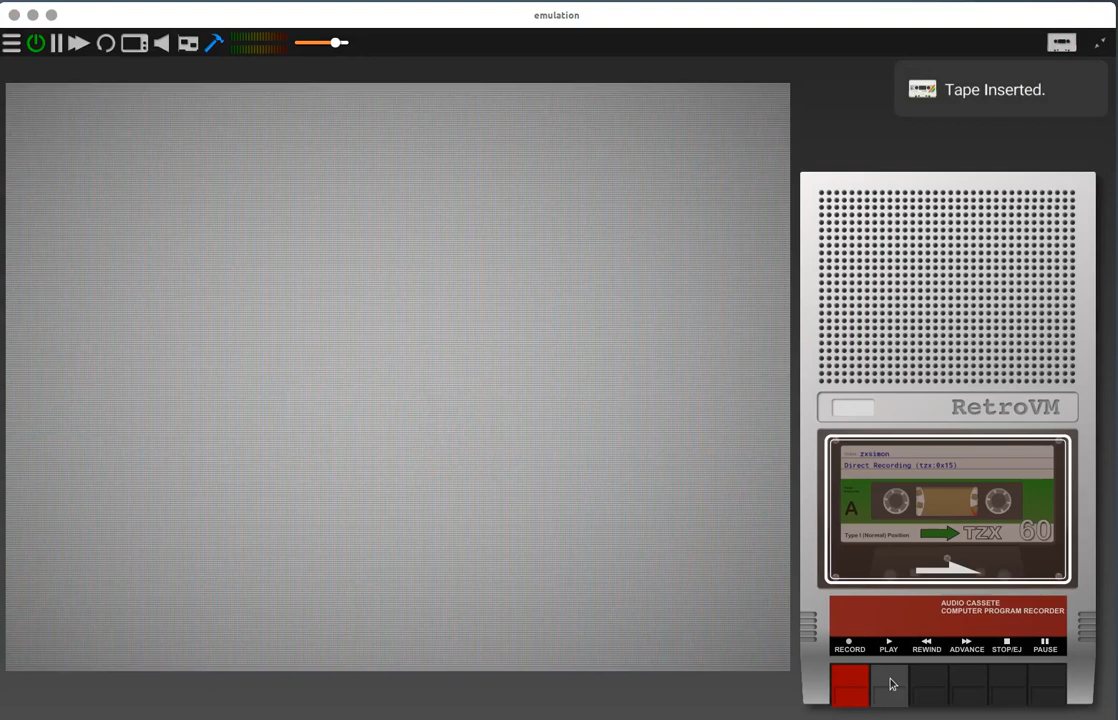 emulation
Tape Inserted.
RetroVM
zxsimon
Direct Recording (tzx:0x15)
A
Type I (Normal) Position
TZX
60
AUDIO CASSETE
COMPUTER PROGRAM RECORDER
RECORD PLAY REWIND ADVANCE STOP/EJ PAUSE